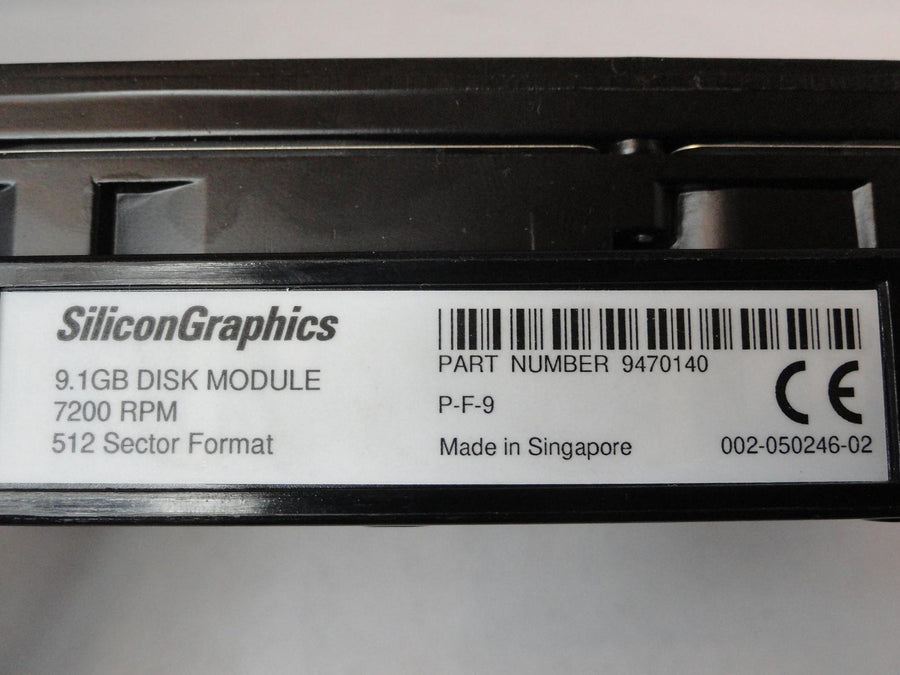 SiliconGraphics
9.1GB DISK MODULE
7200 RPM
512 Sector Format
PART NUMBER 9470140
P-F-9
CE
Made in Singapore
002-050246-02